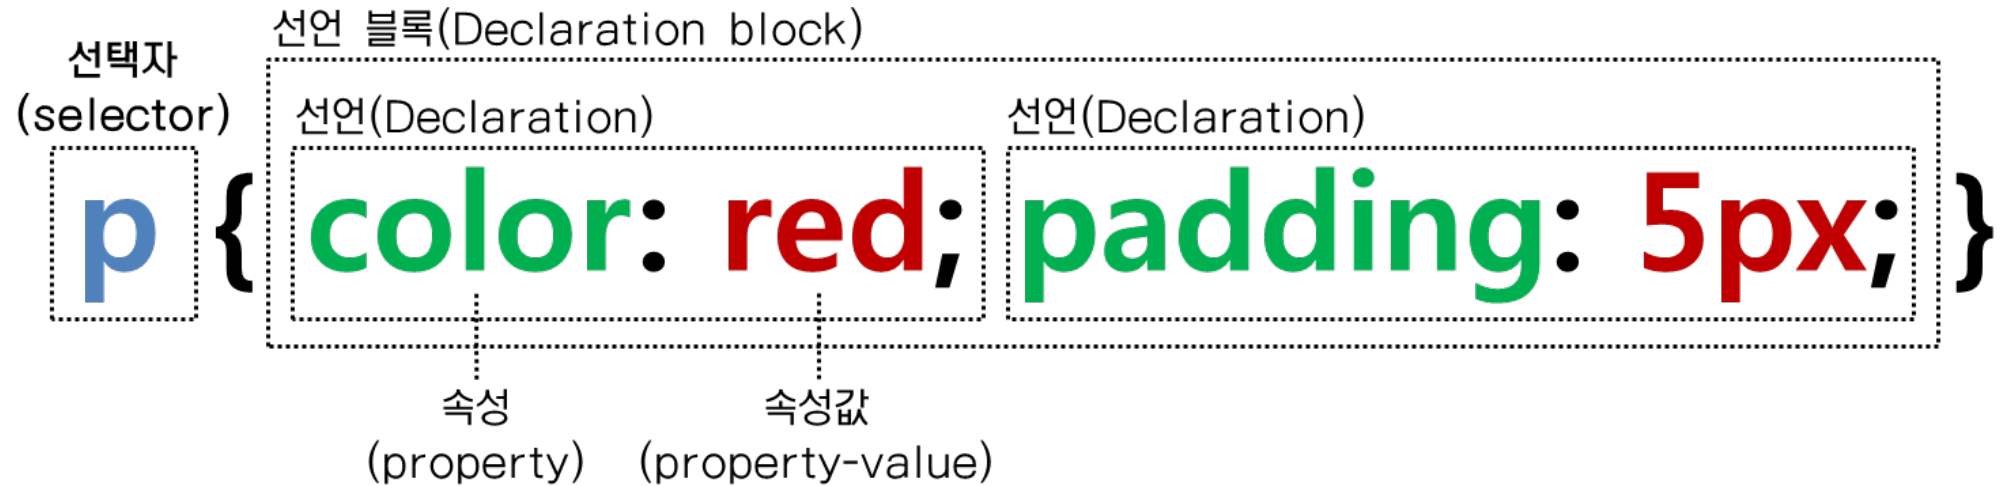 선언 블록(Declaration block)
선택자
(selector)
선언(Declaration) 선언(Declaration)
p { color: red; padding: 5px; }
속성 속성값
(property) (property-value)